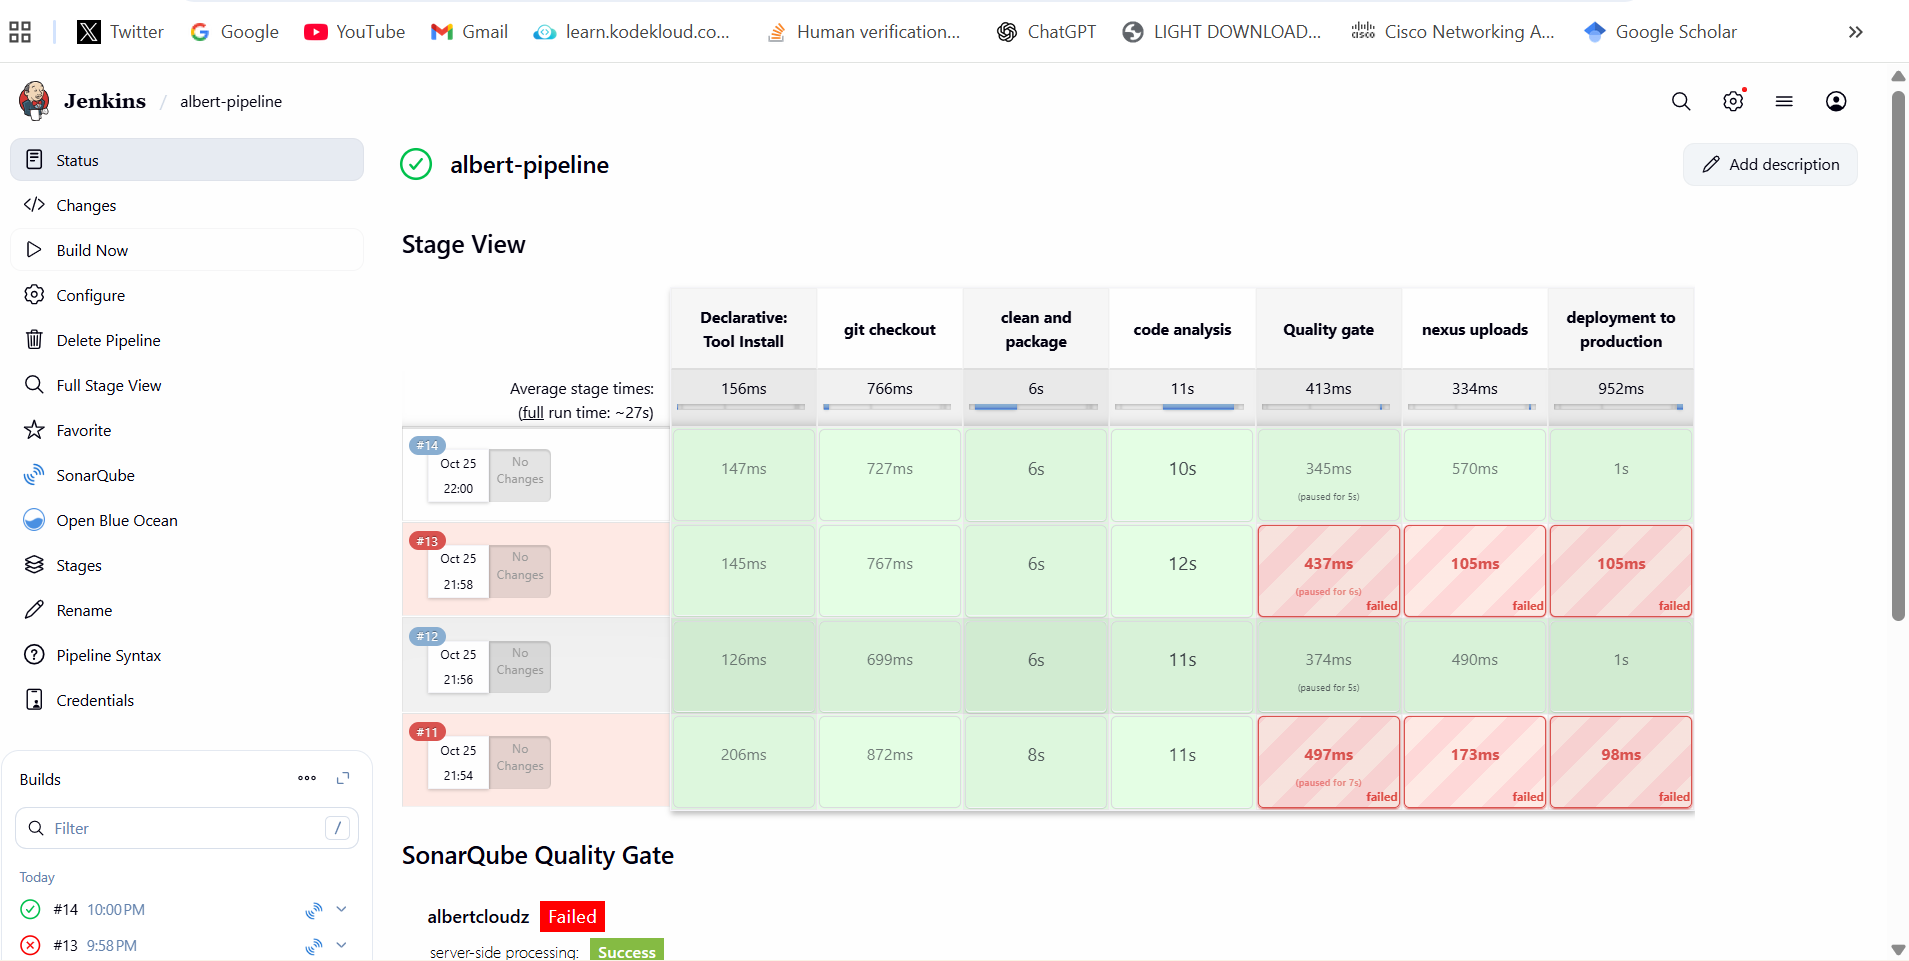 Twitter
Google
YouTube
Gmail
learn.kodekloud.co...
Human verification...
ChatGPT
LIGHT DOWNLOAD...
Cisco Networking A...
Google Scholar
Jenkins / albert-pipeline
Status
Changes
Build Now
Configure
Delete Pipeline
Full Stage View
Favorite
SonarQube
Open Blue Ocean
Stages
Rename
Pipeline Syntax
Credentials
Builds
Filter /
Today
#14 10:00 PM
#13 9:58 PM
albert-pipeline
Add description
Stage View
Declarative: Tool Install
git checkout
clean and package
code analysis
Quality gate
nexus uploads
deployment to production
Average stage times:
(full run time: ~27s)
156ms
766ms
6s
11s
413ms
334ms
952ms
#14
Oct 25
22:00
No Changes
147ms
727ms
6s
10s
345ms
(paused for 5s)
570ms
1s
#13
Oct 25
21:58
No Changes
145ms
767ms
6s
12s
437ms
(paused for 6s)
failed
105ms
failed
105ms
failed
#12
Oct 25
21:56
No Changes
126ms
699ms
6s
11s
374ms
(paused for 5s)
490ms
1s
#11
Oct 25
21:54
No Changes
206ms
872ms
8s
11s
497ms
(paused for 7s)
failed
173ms
failed
98ms
failed
SonarQube Quality Gate
albertcloudz Failed
server-side processing: Success